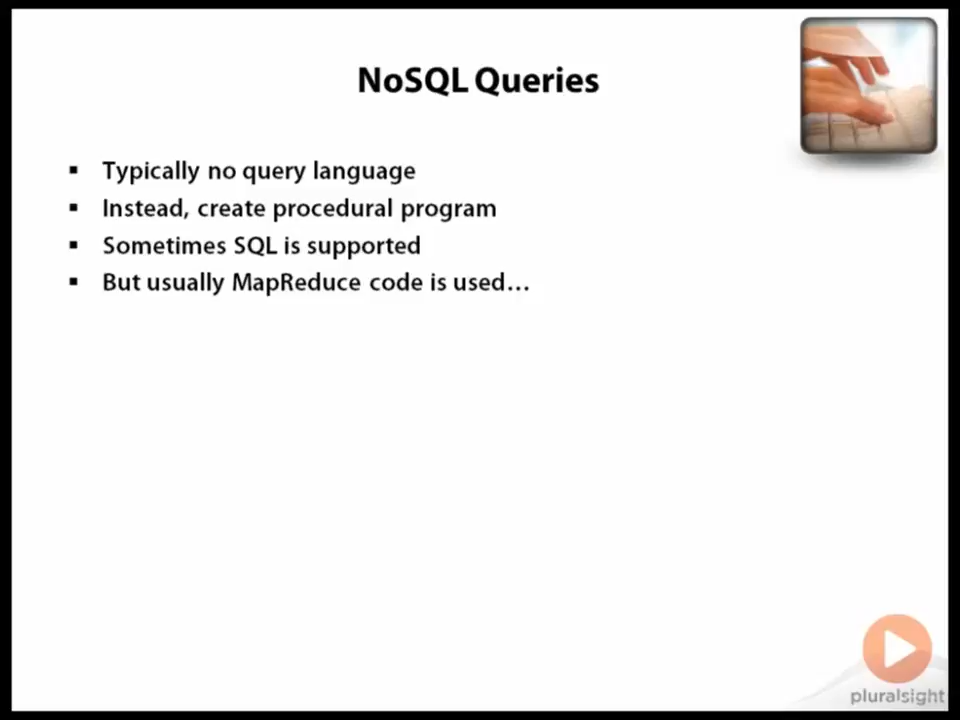 NoSQL Queries
▪ Typically no query language
▪ Instead, create procedural program
▪ Sometimes SQL is supported
▪ But usually MapReduce code is used...
pluralsight